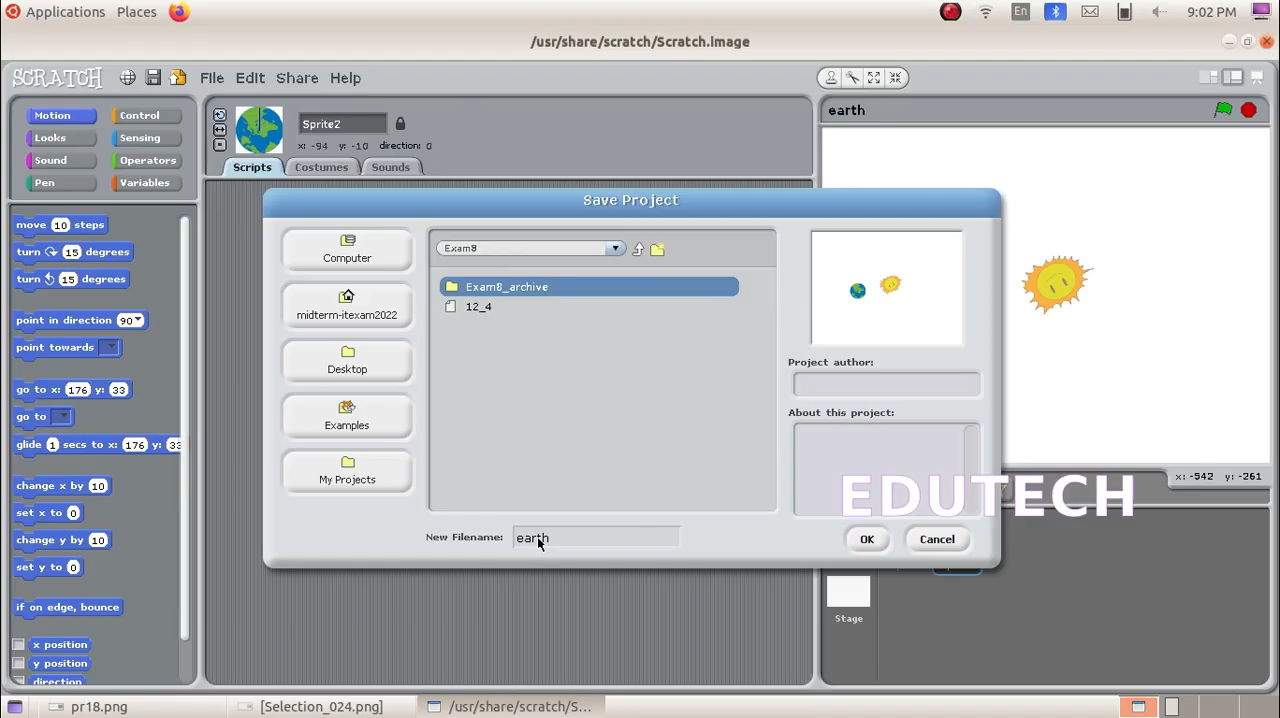 Applications Places En 9:02 PM
/usr/share/scratch/Scratch.image
SCRATCH File Edit Share Help
Motion Control
Looks Sensing
Sound Operators
Pen Variables
Sprite2
x: -94 y: -10 direction: 0
Scripts Costumes Sounds
earth
move 10 steps
turn 15 degrees
turn 15 degrees
point in direction 90
point towards
go to x: 176 y: 33
go to
glide 1 secs to x: 176 y: 33
change x by 10
set x to 0
change y by 10
set y to 0
if on edge, bounce
x position
y position
direction
Save Project
Computer
midterm-itexam2022
Desktop
Examples
My Projects
Exam8
Exam8_archive
12_4
Project author:
About this project:
New Filename: earth
OK Cancel
x: -542 y: -261
EDUTECH
Stage
pr18.png [Selection_024.png] /usr/share/scratch/S...